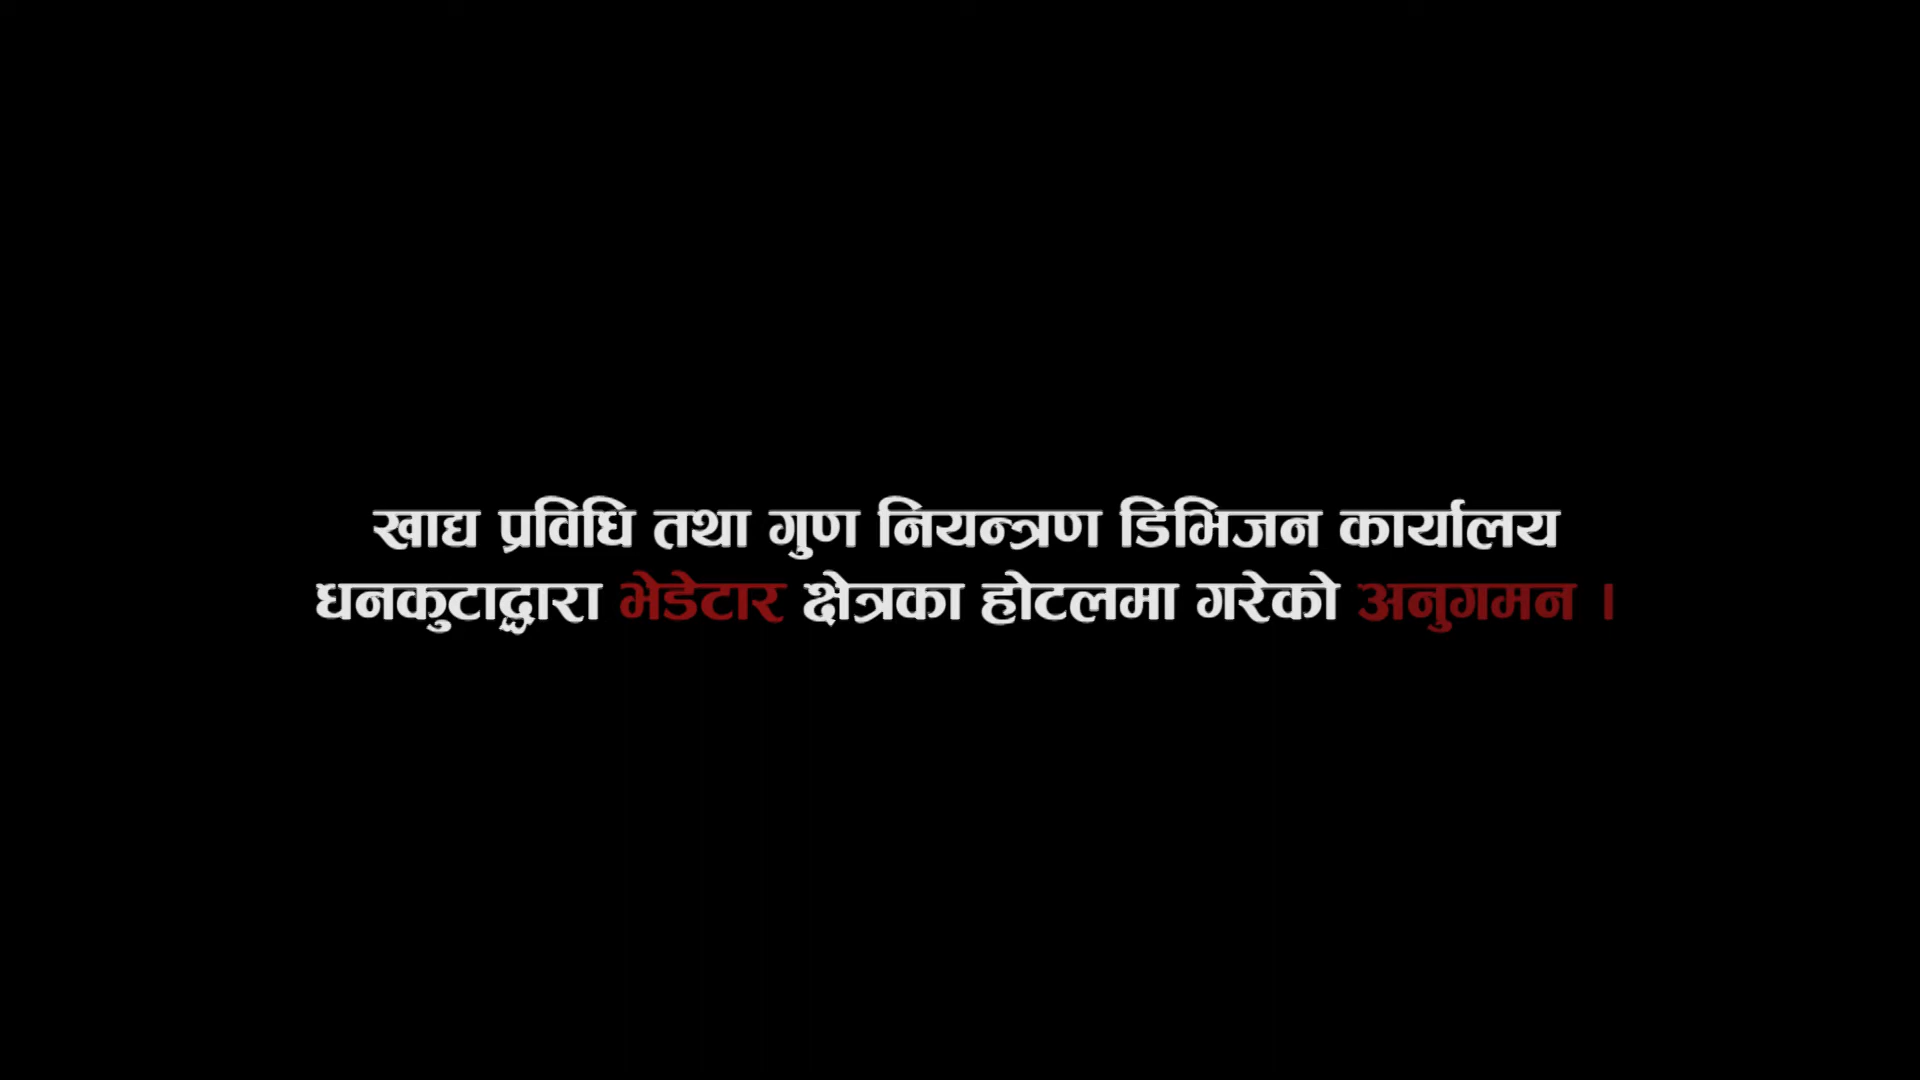 खाद्य प्रविधि तथा गुण नियन्त्रण डिभिजन कार्यालय
धनकुटाद्वारा भेडेटार क्षेत्रका होटलमा गरेको अनुगमन ।